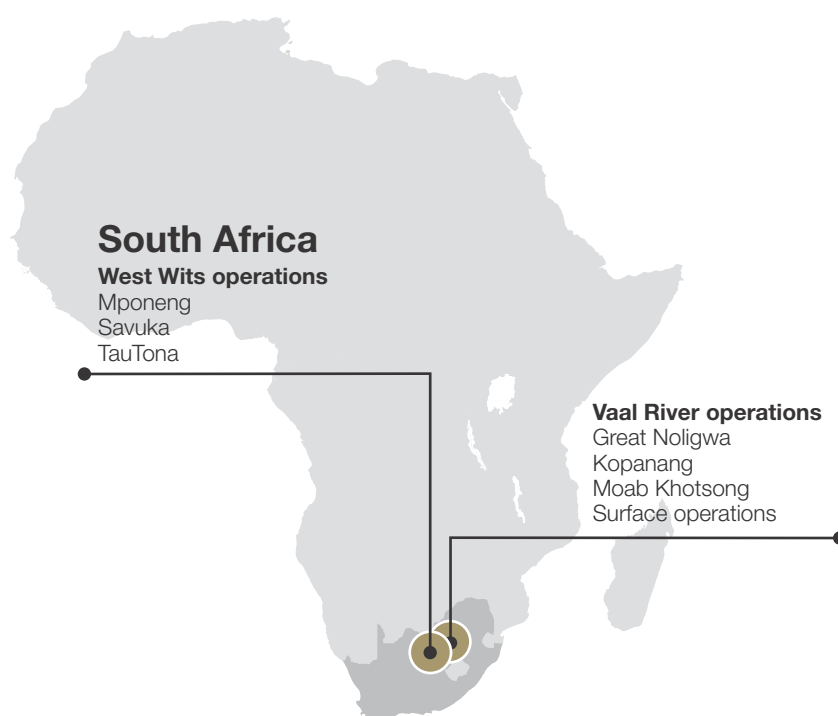 South Africa
West Wits operations
Mponeng
Savuka
TauTona
Vaal River operations
Great Noligwa
Kopanang
Moab Khotsong
Surface operations